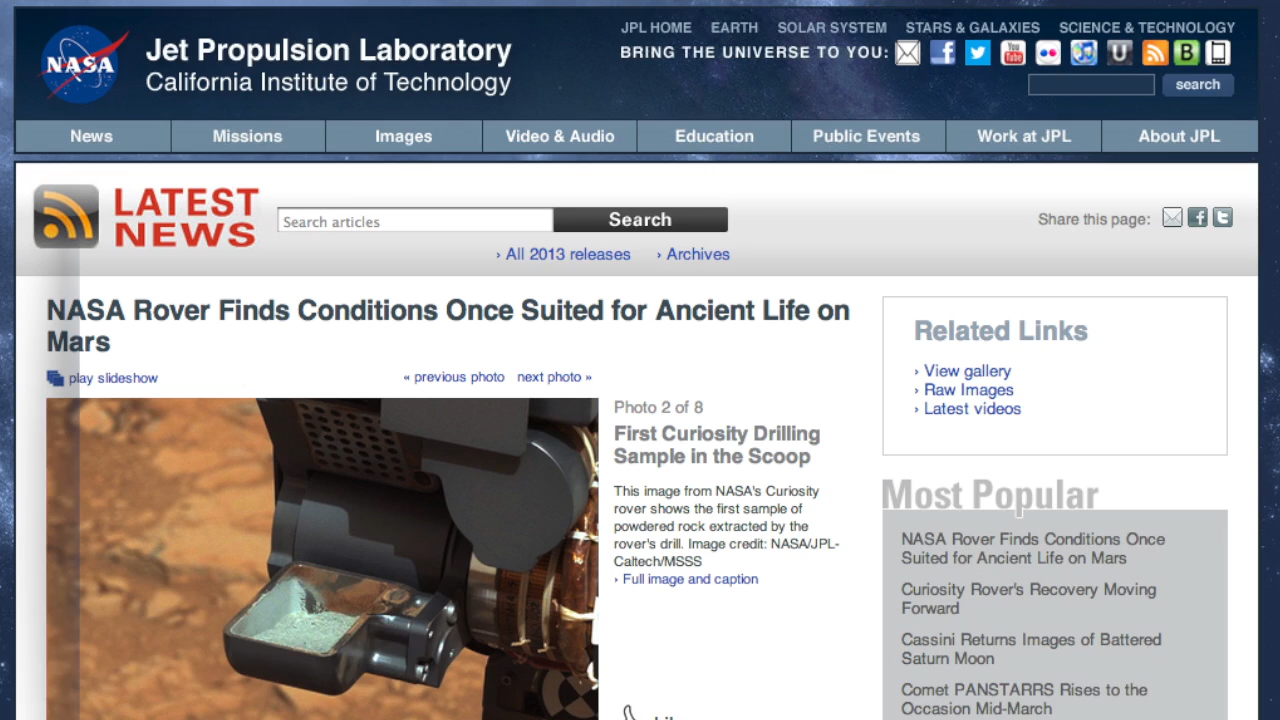 JPL HOME EARTH SOLAR SYSTEM STARS & GALAXIES SCIENCE & TECHNOLOGY
BRING THE UNIVERSE TO YOU:
You Tube
U
B
NASA
Jet Propulsion Laboratory
California Institute of Technology
search
News Missions Images Video & Audio Education Public Events Work at JPL About JPL
LATEST
NEWS
Search articles
Search
Share this page:
› All 2013 releases › Archives
NASA Rover Finds Conditions Once Suited for Ancient Life on
Mars
play slideshow
« previous photo next photo »
Photo 2 of 8
First Curiosity Drilling
Sample in the Scoop
This image from NASA's Curiosity
rover shows the first sample of
powdered rock extracted by the
rover's drill. Image credit: NASA/JPL-
Caltech/MSSS
› Full image and caption
Related Links
› View gallery
› Raw Images
› Latest videos
Most Popular
NASA Rover Finds Conditions Once
Suited for Ancient Life on Mars
Curiosity Rover's Recovery Moving
Forward
Cassini Returns Images of Battered
Saturn Moon
Comet PANSTARRS Rises to the
Occasion Mid-March